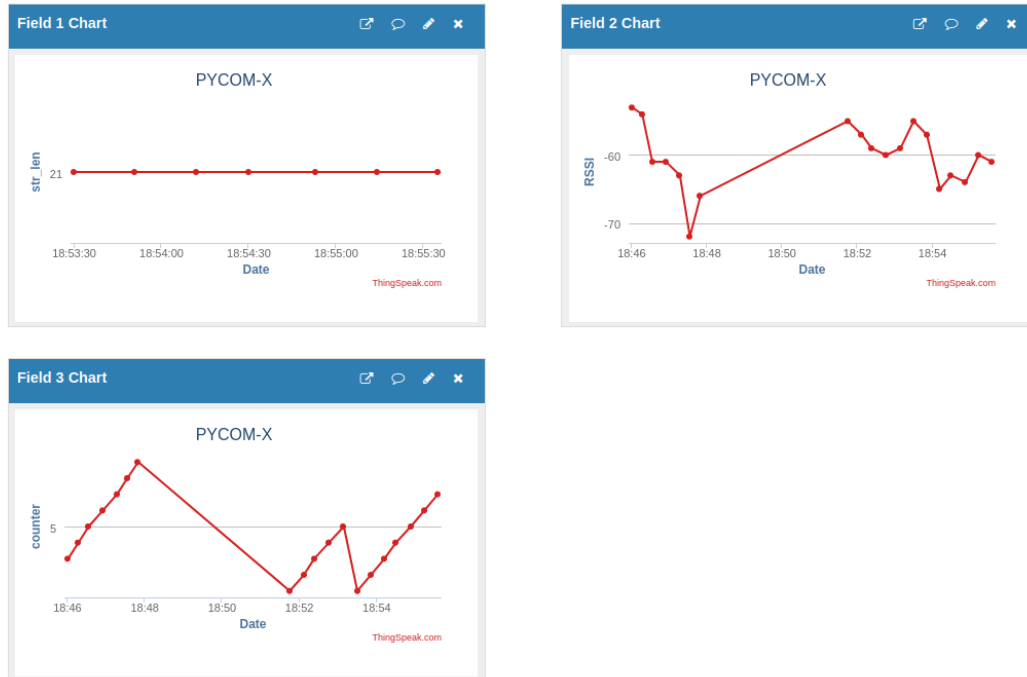 Field 1 Chart
PYCOM-X
str_len
21
18:53:30 18:54:00 18:54:30 18:55:00 18:55:30
Date
ThingSpeak.com
Field 2 Chart
PYCOM-X
RSSI
-60
-70
18:46 18:48 18:50 18:52 18:54
Date
ThingSpeak.com
Field 3 Chart
PYCOM-X
counter
5
18:46 18:48 18:50 18:52 18:54
Date
ThingSpeak.com